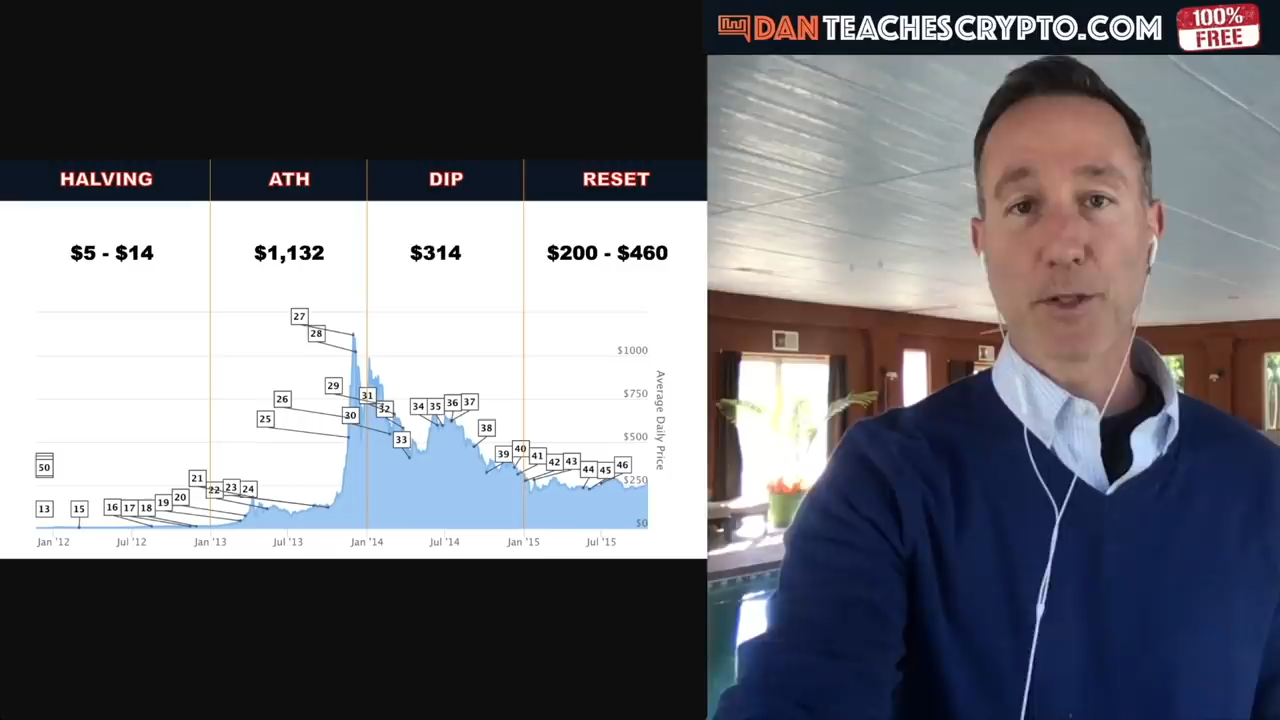 DANTEACHESCRYPTO.COM
100%
FREE
HALVING ATH DIP RESET
$5 - $14 $1,132 $314 $200 - $460
27
28
$1000
29
26
31
$750
32
25
30
34 35 36 37
33
38
$500
39 40 41 42 43 44 45 46
50
21
22 23 24
20
19
$250
13 15 16 17 18
$0
Average Daily Price
Jan '12 Jul '12 Jan '13 Jul '13 Jan '14 Jul '14 Jan '15 Jul '15